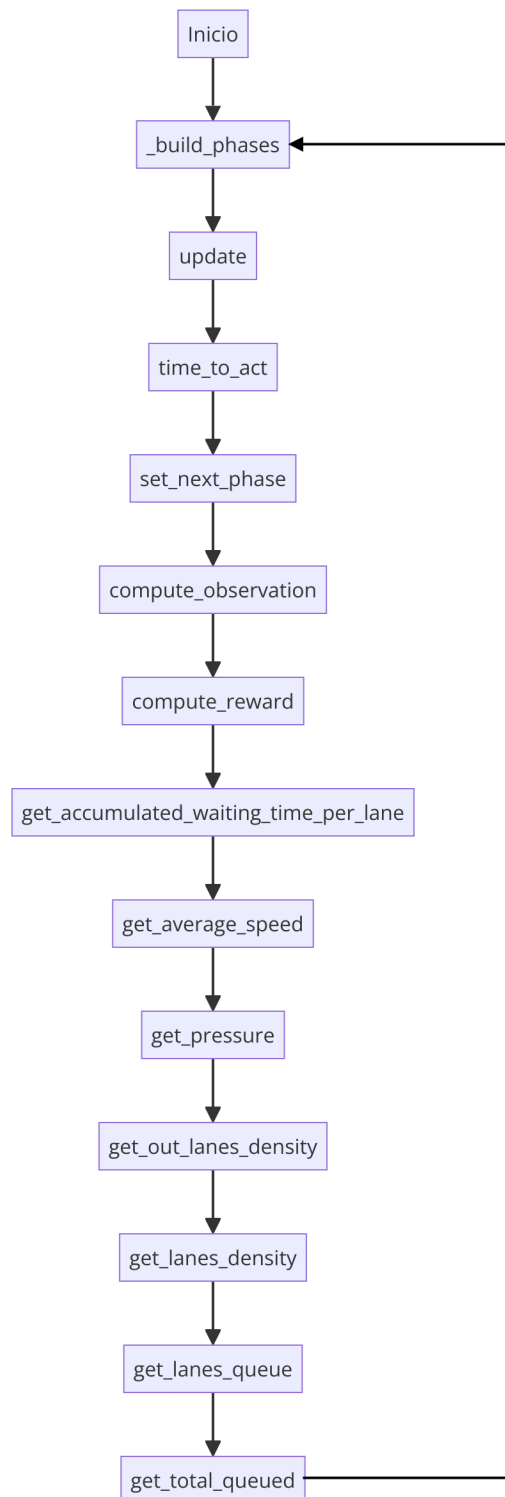 Inicio
_build_phases
update
time_to_act
set_next_phase
compute_observation
compute_reward
get_accumulated_waiting_time_per_lane
get_average_speed
get_pressure
get_out_lanes_density
get_lanes_density
get_lanes_queue
get_total_queued